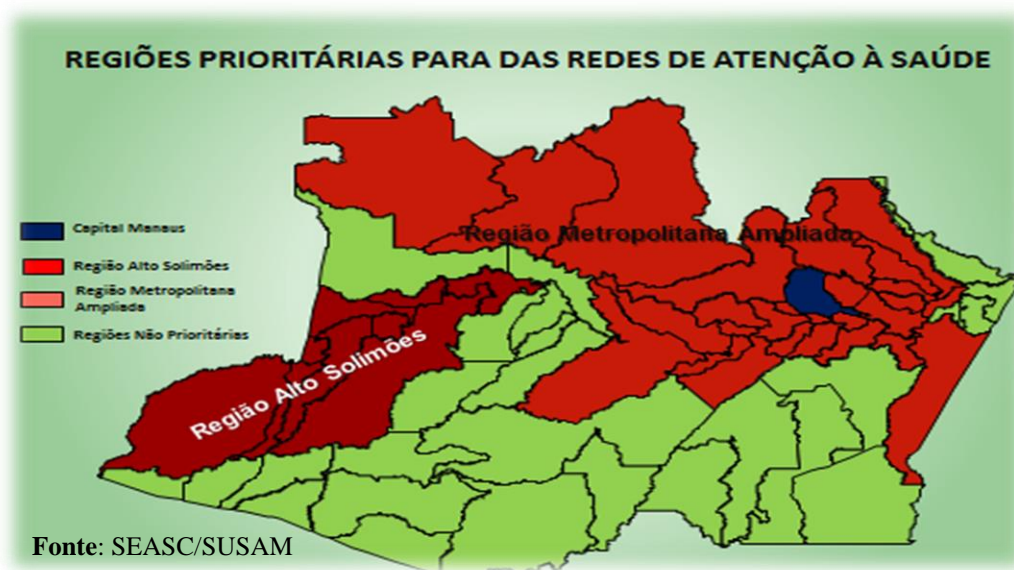 REGIÕES PRIORITÁRIAS PARA DAS REDES DE ATENÇÃO À SAÚDE
Capital Manaus
Região Alto Solimões
Região Metropolitana
Ampliada
Regiões Não Prioritárias
Região Metropolitana Ampliada
Região Alto Solimões
Fonte: SEASC/SUSAM